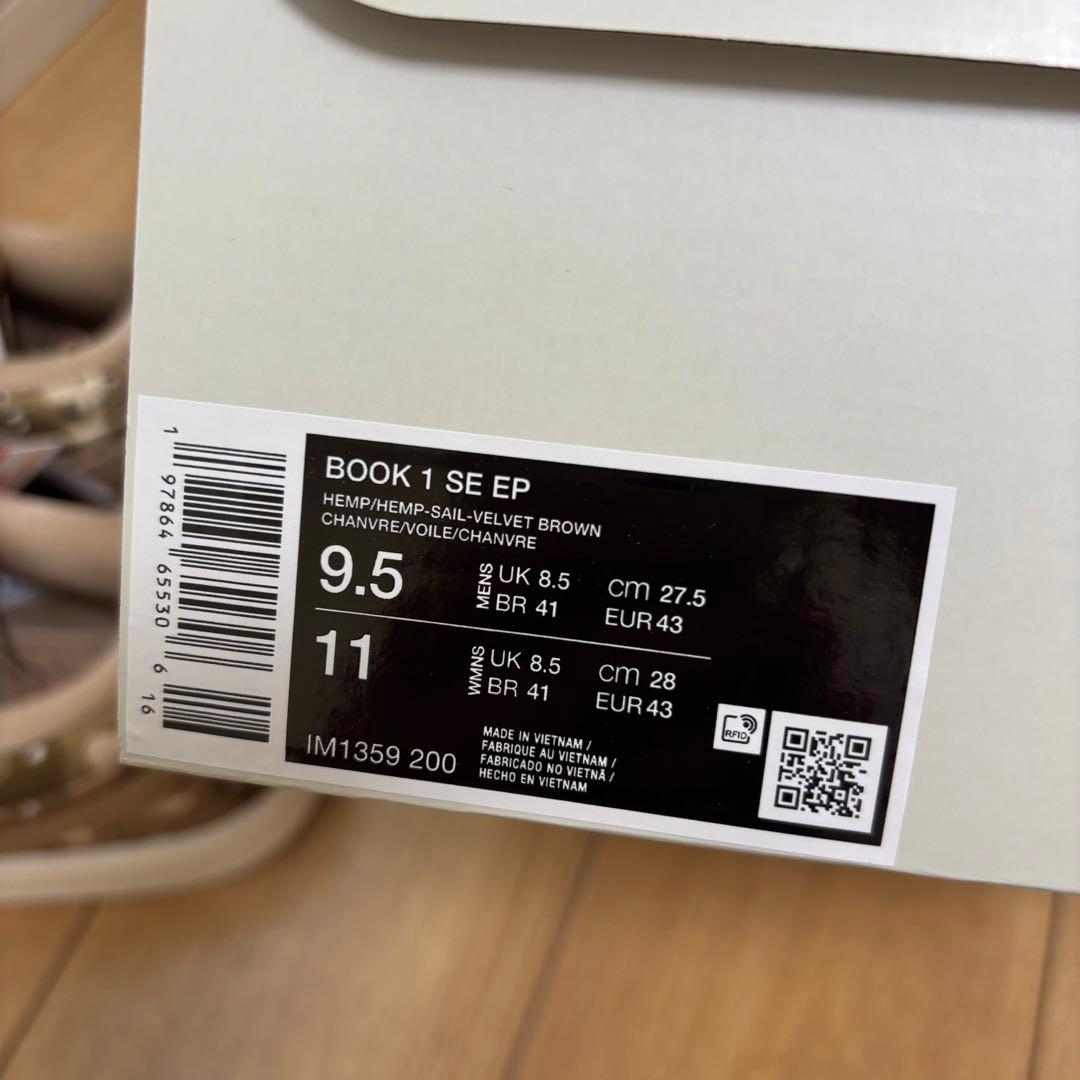 BOOK 1 SE EP
HEMP/HEMP-SAIL-VELVET BROWN
CHANVRE/VOILE/CHANVRE
9.5
MENS
UK 8.5
cm 27.5
BR 41
EUR 43
11
WMNS
UK 8.5
cm 28
BR 41
EUR 43
IM1359 200
MADE IN VIETNAM /
FABRIQUE AU VIETNAM /
FABRICADO NO VIETNÃ /
HECHO EN VIETNAM
RFID
1 97864 65530 6 16